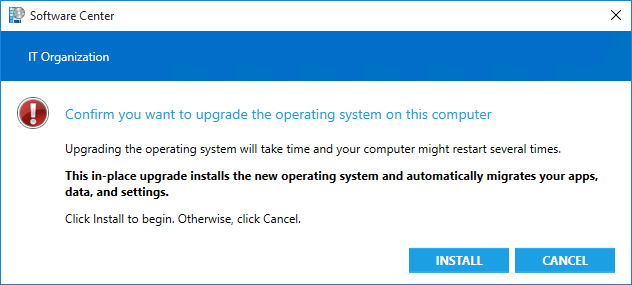 Software Center
IT Organization
Confirm you want to upgrade the operating system on this computer
Upgrading the operating system will take time and your computer might restart several times.
This in-place upgrade installs the new operating system and automatically migrates your apps,
data, and settings.
Click Install to begin. Otherwise, click Cancel.
INSTALL
CANCEL